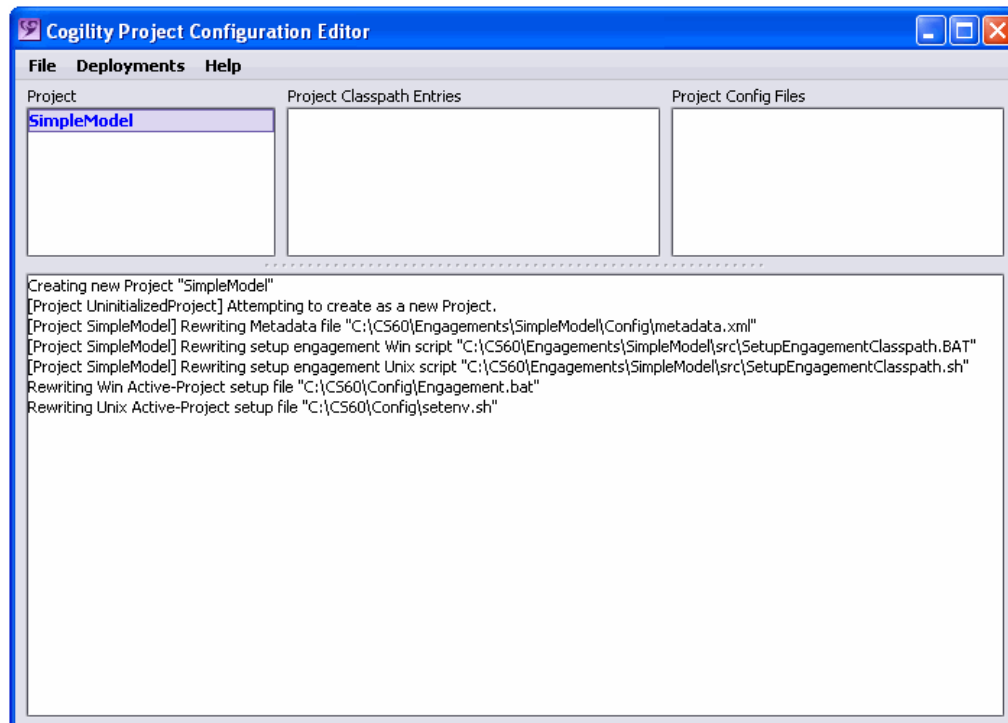 Cogility Project Configuration Editor
File Deployments Help
Project Project Classpath Entries Project Config Files
SimpleModel
Creating new Project "SimpleModel"
[Project UninitializedProject] Attempting to create as a new Project.
[Project SimpleModel] Rewriting Metadata file "C:\CS60\Engagements\SimpleModel\Config\metadata.xml"
[Project SimpleModel] Rewriting setup engagement Win script "C:\CS60\Engagements\SimpleModel\src\SetupEngagementClasspath.BAT"
[Project SimpleModel] Rewriting setup engagement Unix script "C:\CS60\Engagements\SimpleModel\src\SetupEngagementClasspath.sh"
Rewriting Win Active-Project setup file "C:\CS60\Config\Engagement.bat"
Rewriting Unix Active-Project setup file "C:\CS60\Config\setenv.sh"